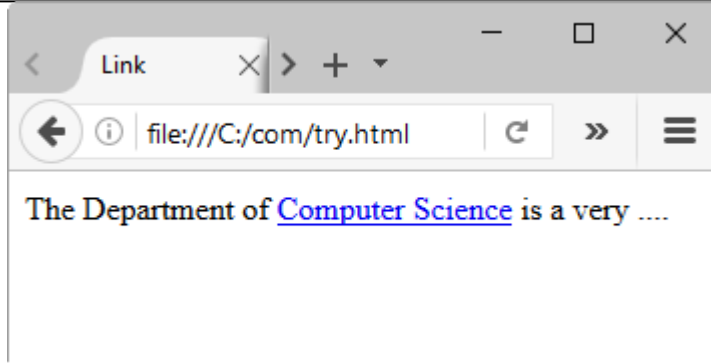 Link
file:///C:/com/try.html
The Department of Computer Science is a very ....